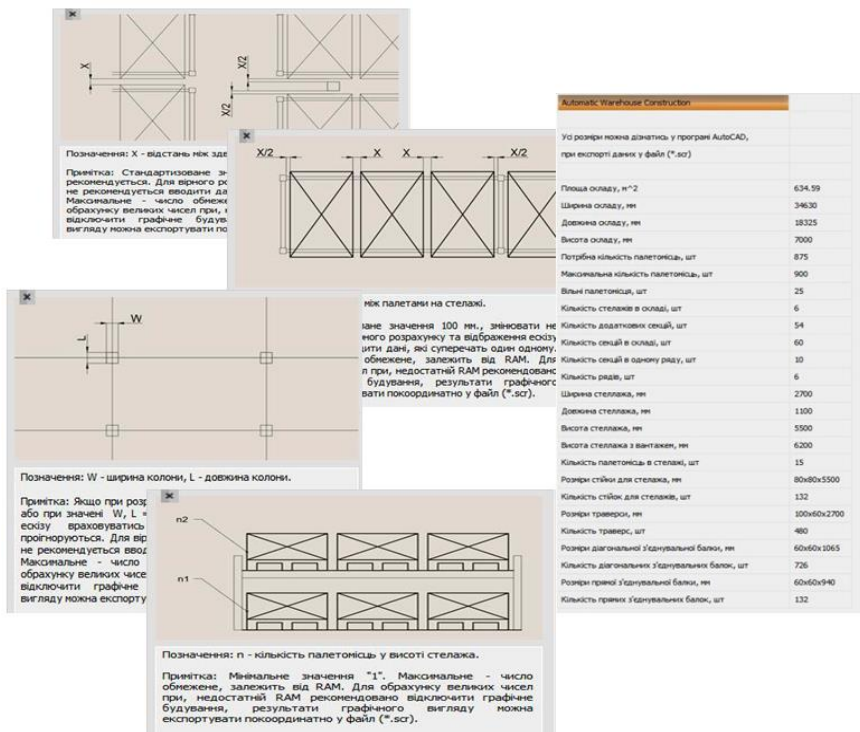 X
X/2
X/2
Позначення: X - відстань між здв
Примітка: Стандартизоване зн
рекомендується. Для вірного ро
не рекомендується вводити да
Максимальне - число обмеже
обрахунку великих чисел при, н
відключити графічне будув
вигляду можна експортувати по
X/2 X X X/2
між палетами на стелажі.
ане значення 100 мм., змінювати не
ного розрахунку та відбраження ескізу
дити дані, які суперечать один одному.
обмежене, залежить від RAM. Для
л при, недостатній RAM рекомендовано
будування, результати графічного
вати покоординатно у файл (*.scr).
W
L
Позначення: W - ширина колони, L - довжина колони.
Примітка: Якщо при розр
або при значені W, L =
ескізу враховуватись
проігноруються. Для вір
не рекомендується ввод
Максимальне - число
обрахунку великих чисе
відключити графічне
вигляду можна експорту
n2
n1
Позначення: n - кількість палетомісць у висоті стелажа.
Примітка: Мінімальне значення "1". Максимальне - число
обмежене, залежить від RAM. Для обрахунку великих чисел
при, недостатній RAM рекомендовано відключити графічне
будування, результати графічного вигляду можна
експортувати покоординатно у файл (*.scr).
Automatic Warehouse Construction
Усі розміри можна дізнатись у програмі AutoCAD,
при експорті даних у файл (*.scr)
Площа складу, м^2 634.59
Ширина складу, мм 34630
Довжина складу, мм 18325
Висота складу, мм 7000
Потрібна кількість палетомісць, шт 875
Максимальна кількість палетомісць, шт 900
Вільні палетомісця, шт 25
Кількість стелажів в складі, шт 6
Кількість додаткових секцій, шт 54
Кількість секцій в складі, шт 60
Кількість секцій в одному ряду, шт 10
Кількість рядів, шт 6
Ширина стеллажа, мм 2700
Довжина стеллажа, мм 1100
Висота стеллажа, мм 5500
Висота стеллажа з вантажем, мм 6200
Кількість палетомісць в стелажі, шт 15
Розміри стійки для стелажа, мм 80x80x5500
Кількість стійок для стелажів, шт 132
Розміри траверси, мм 100x60x2700
Кількість траверс, шт 480
Розміри діагональної з'єднувальної балки, мм 60x60x1065
Кількість діагональних з'єднувальних балок, шт 726
Розміри прямої з'єднувальної балки, мм 60x60x940
Кількість прямих з'єднувальних балок, шт 132